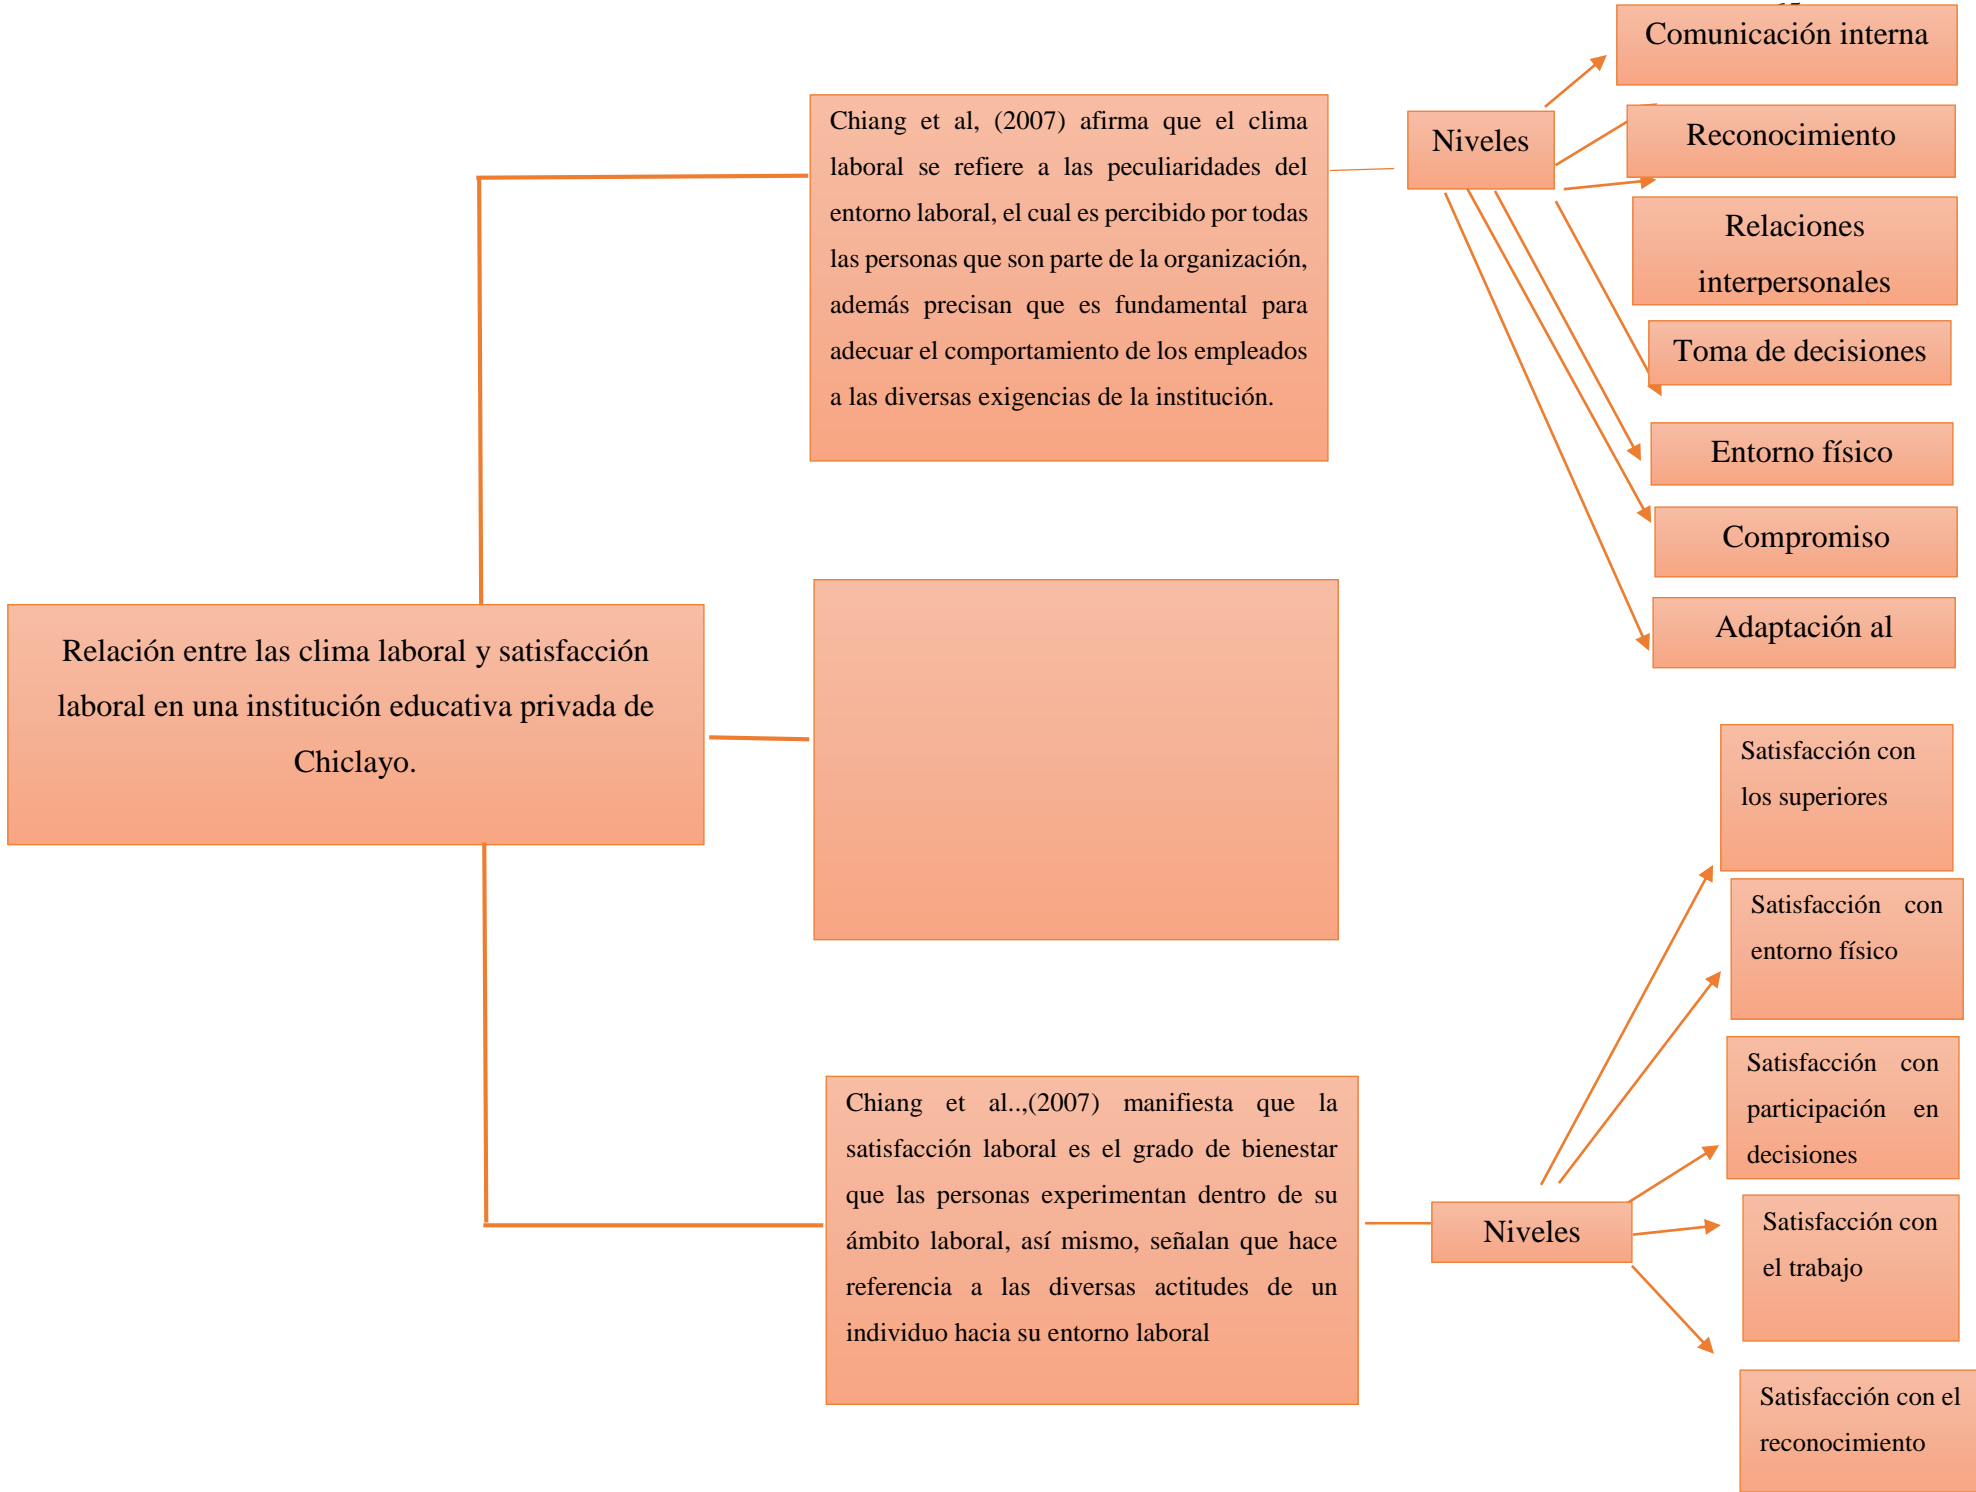 Comunicación interna
Reconocimiento
Relaciones
interpersonales
Toma de decisiones
Entorno físico
Compromiso
Adaptación al
Niveles
Chiang et al, (2007) afirma que el clima
laboral se refiere a las peculiaridades del
entorno laboral, el cual es percibido por todas
las personas que son parte de la organización,
además precisan que es fundamental para
adecuar el comportamiento de los empleados
a las diversas exigencias de la institución.
Relación entre las clima laboral y satisfacción
laboral en una institución educativa privada de
Chiclayo.
Chiang et al..,(2007) manifiesta que la
satisfacción laboral es el grado de bienestar
que las personas experimentan dentro de su
ámbito laboral, así mismo, señalan que hace
referencia a las diversas actitudes de un
individuo hacia su entorno laboral
Niveles
Satisfacción con
los superiores
Satisfacción con
entorno físico
Satisfacción con
participación en
decisiones
Satisfacción con
el trabajo
Satisfacción con el
reconocimiento